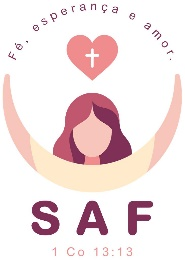 Fé, esperança e amor.
SAF
1 Co 13:13